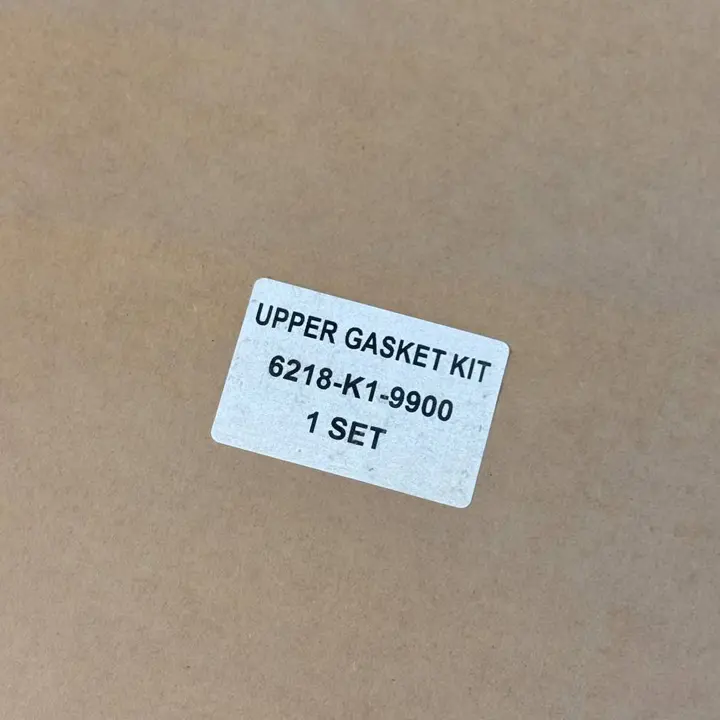 UPPER GASKET KIT
6218-K1-9900
1 SET